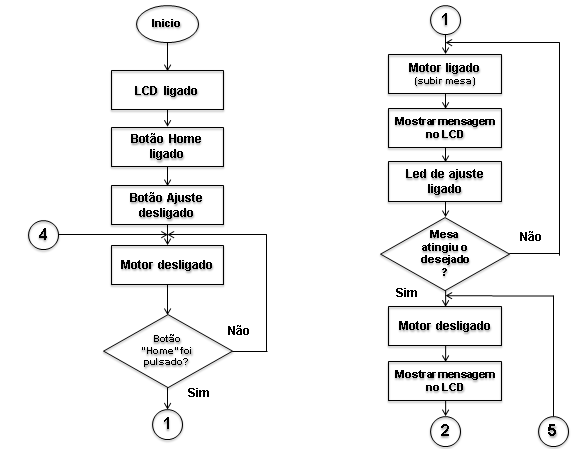 Inicio
LCD ligado
Botão Home
ligado
Botão Ajuste
desligado
4
Motor desligado
Botão
"Home" foi
pulsado?
Não
Sim
1
1
Motor ligado
(subir mesa)
Mostrar mensagem
no LCD
Led de ajuste
ligado
Mesa
atingiu o
desejado
?
Não
Sim
Motor desligado
Mostrar mensagem
no LCD
2
5